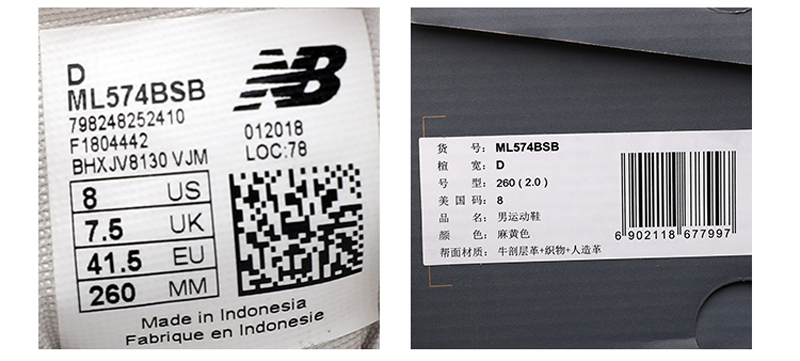 D
ML574BSB
798248252410
F1804442
BHXJV8130 VJM
NB
012018
LOC:78
8 US
7.5 UK
41.5 EU
260 MM
Made in Indonesia
Fabrique en Indonesie
货 号: ML574BSB
楦 宽: D
号 型: 260 ( 2.0 )
美国码: 8
品 名: 男运动鞋
颜 色: 麻黄色
帮面材质: 牛剖层革+织物+人造革
6 902118 677997